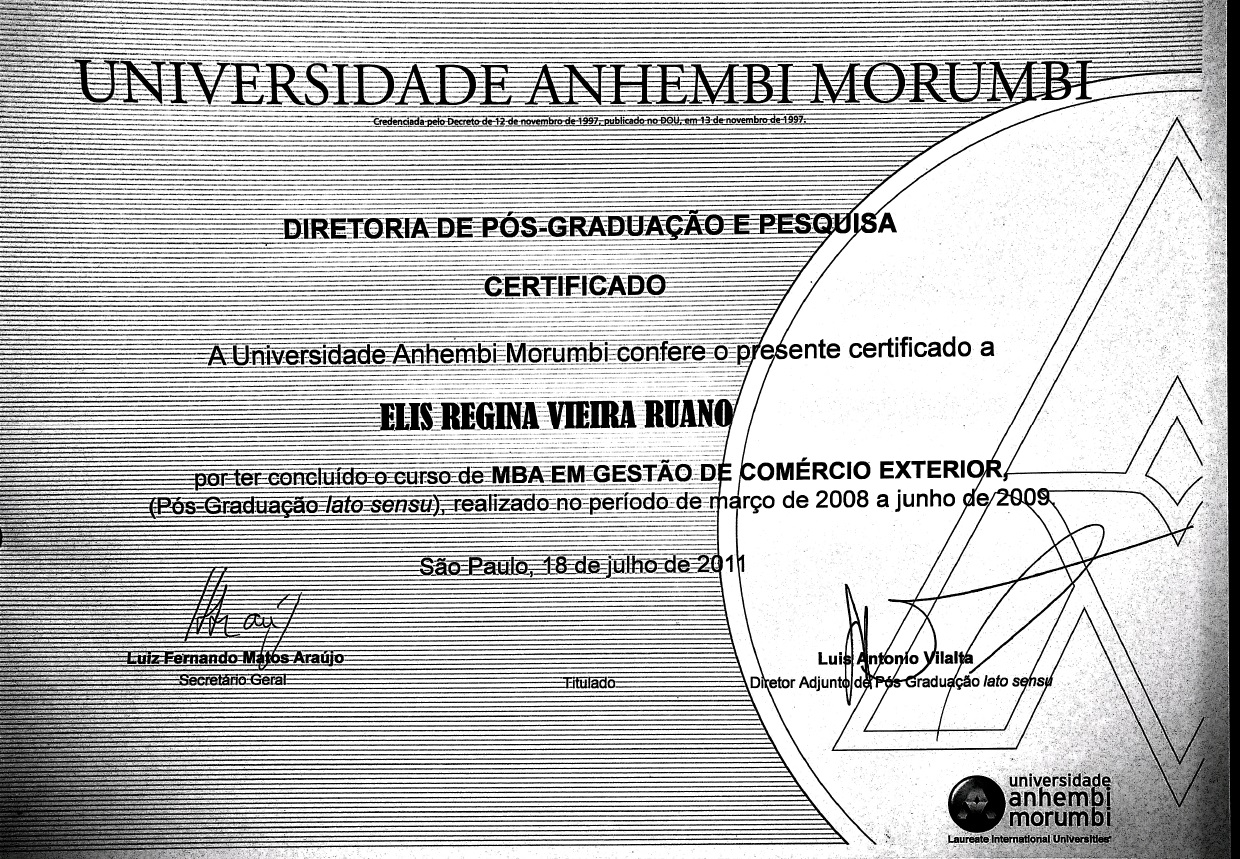 UNIVERSIDADE ANHEMBI MORUMBI
Credenciada pelo Decreto de 12 de novembro de 1997, publicado no DOU, em 13 de novembro de 1997.
DIRETORIA DE PÓS-GRADUAÇÃO E PESQUISA
CERTIFICADO
A Universidade Anhembi Morumbi confere o presente certificado a
ELIS REGINA VIEIRA RUANO
por ter concluído o curso de MBA EM GESTÃO DE COMÉRCIO EXTERIOR,
(Pós-Graduação lato sensu), realizado no período de março de 2008 a junho de 2009.
São Paulo, 18 de julho de 2011
Luiz Fernando Matos Araújo
Secretário Geral
Titulado
Luis Antonio Vilalta
Diretor Adjunto de Pós Graduação lato sensu
universidade
anhembi
morumbi
Laureate International Universities